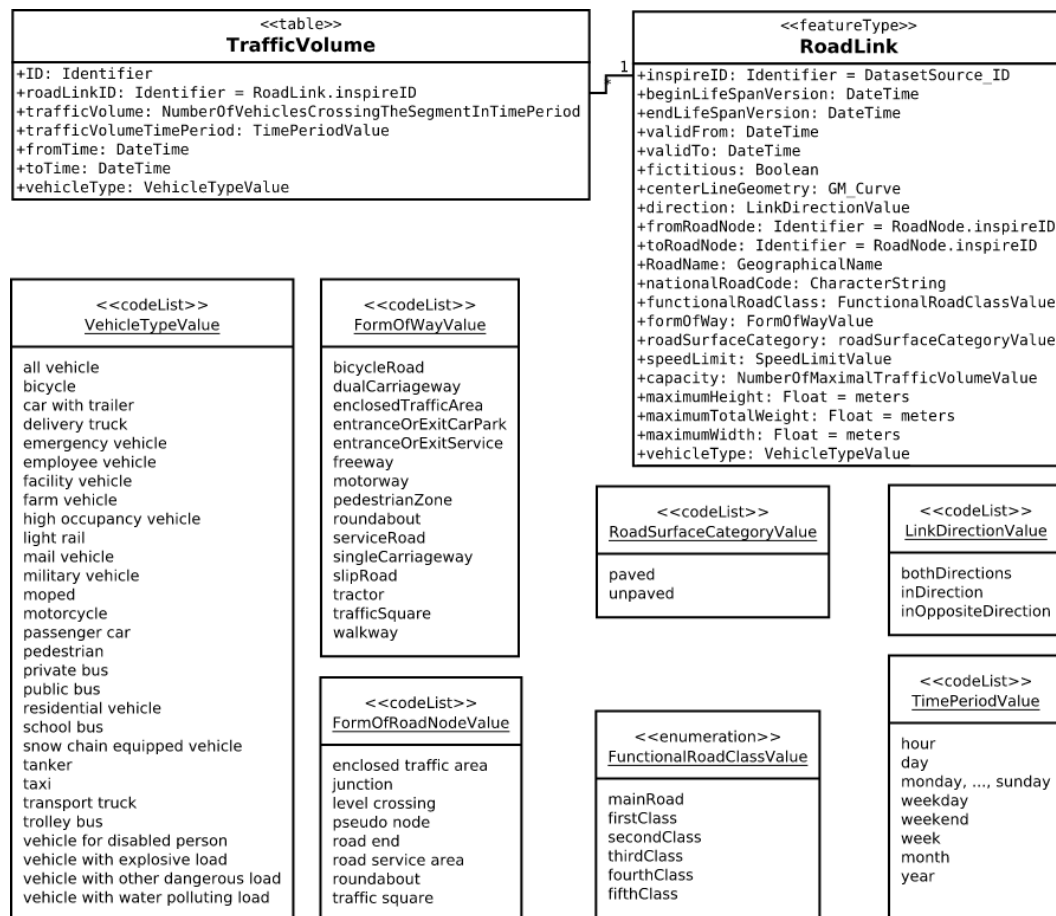 <<table>>
TrafficVolume
+ID: Identifier
+roadLinkID: Identifier = RoadLink.inspireID
+trafficVolume: NumberOfVehiclesCrossingTheSegmentInTimePeriod
+trafficVolumeTimePeriod: TimePeriodValue
+fromTime: DateTime
+toTime: DateTime
+vehicleType: VehicleTypeValue
1
*
<<featureType>>
RoadLink
+inspireID: Identifier = DatasetSource_ID
+beginLifeSpanVersion: DateTime
+endLifeSpanVersion: DateTime
+validFrom: DateTime
+validTo: DateTime
+fictitious: Boolean
+centerLineGeometry: GM_Curve
+direction: LinkDirectionValue
+fromRoadNode: Identifier = RoadNode.inspireID
+toRoadNode: Identifier = RoadNode.inspireID
+RoadName: GeographicalName
+nationalRoadCode: CharacterString
+functionalRoadClass: FunctionalRoadClassValue
+formOfWay: FormOfWayValue
+roadSurfaceCategory: roadSurfaceCategoryValue
+speedLimit: SpeedLimitValue
+capacity: NumberOfMaximalTrafficVolumeValue
+maximumHeight: Float = meters
+maximumTotalWeight: Float = meters
+maximumWidth: Float = meters
+vehicleType: VehicleTypeValue
<<codeList>>
VehicleTypeValue
all vehicle
bicycle
car with trailer
delivery truck
emergency vehicle
employee vehicle
facility vehicle
farm vehicle
high occupancy vehicle
light rail
mail vehicle
military vehicle
moped
motorcycle
passenger car
pedestrian
private bus
public bus
residential vehicle
school bus
snow chain equipped vehicle
tanker
taxi
transport truck
trolley bus
vehicle for disabled person
vehicle with explosive load
vehicle with other dangerous load
vehicle with water polluting load
<<codeList>>
FormOfWayValue
bicycleRoad
dualCarriageway
enclosedTrafficArea
entranceOrExitCarPark
entranceOrExitService
freeway
motorway
pedestrianZone
roundabout
serviceRoad
singleCarriageway
slipRoad
tractor
trafficSquare
walkway
<<codeList>>
FormOfRoadNodeValue
enclosed traffic area
junction
level crossing
pseudo node
road end
road service area
roundabout
traffic square
<<codeList>>
RoadSurfaceCategoryValue
paved
unpaved
<<enumeration>>
FunctionalRoadClassValue
mainRoad
firstClass
secondClass
thirdClass
fourthClass
fifthClass
<<codeList>>
LinkDirectionValue
bothDirections
inDirection
inOppositeDirection
<<codeList>>
TimePeriodValue
hour
day
monday, ..., sunday
weekday
weekend
week
month
year